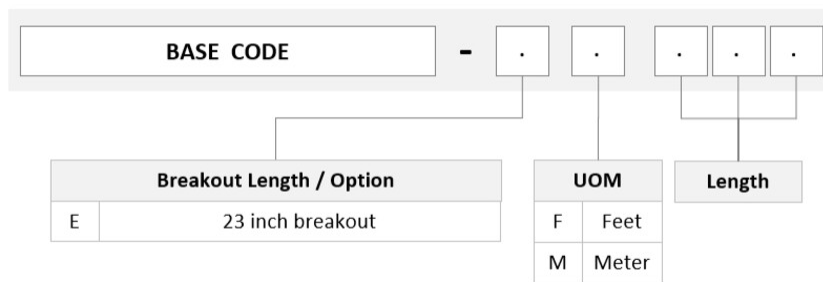 BASE CODE - . . . . .
Breakout Length / Option UOM Length
E 23 inch breakout F Feet
M Meter